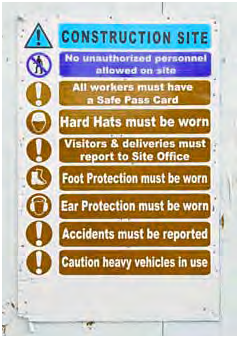 CONSTRUCTION SITE
No unauthorized personnel
allowed on site
All workers must have
a Safe Pass Card
Hard Hats must be worn
Visitors & deliveries must
report to Site Office
Foot Protection must be worn
Ear Protection must be worn
Accidents must be reported
Caution heavy vehicles in use